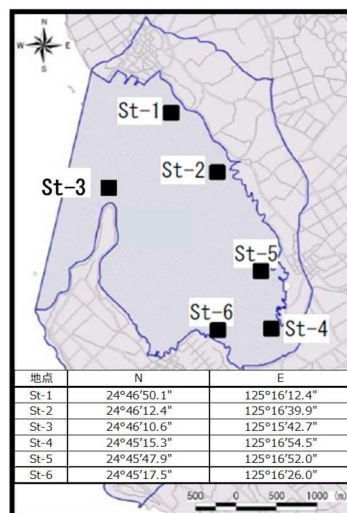 N
W E
S
St-1
St-2
St-3
St-5
St-6
St-4
地点 N E
St-1 24°46'50.1" 125°16'12.4"
St-2 24°46'12.4" 125°16'39.9"
St-3 24°46'10.6" 125°15'42.7"
St-4 24°45'15.3" 125°16'54.5"
St-5 24°45'47.9" 125°16'52.0"
St-6 24°45'17.5" 125°16'26.0"
500 0 500 1000 (m)